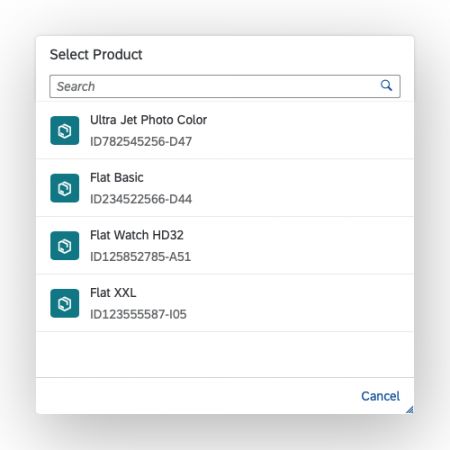 Select Product
Search
Ultra Jet Photo Color
ID782545256-D47
Flat Basic
ID234522566-D44
Flat Watch HD32
ID125852785-A51
Flat XXL
ID123555587-I05
Cancel